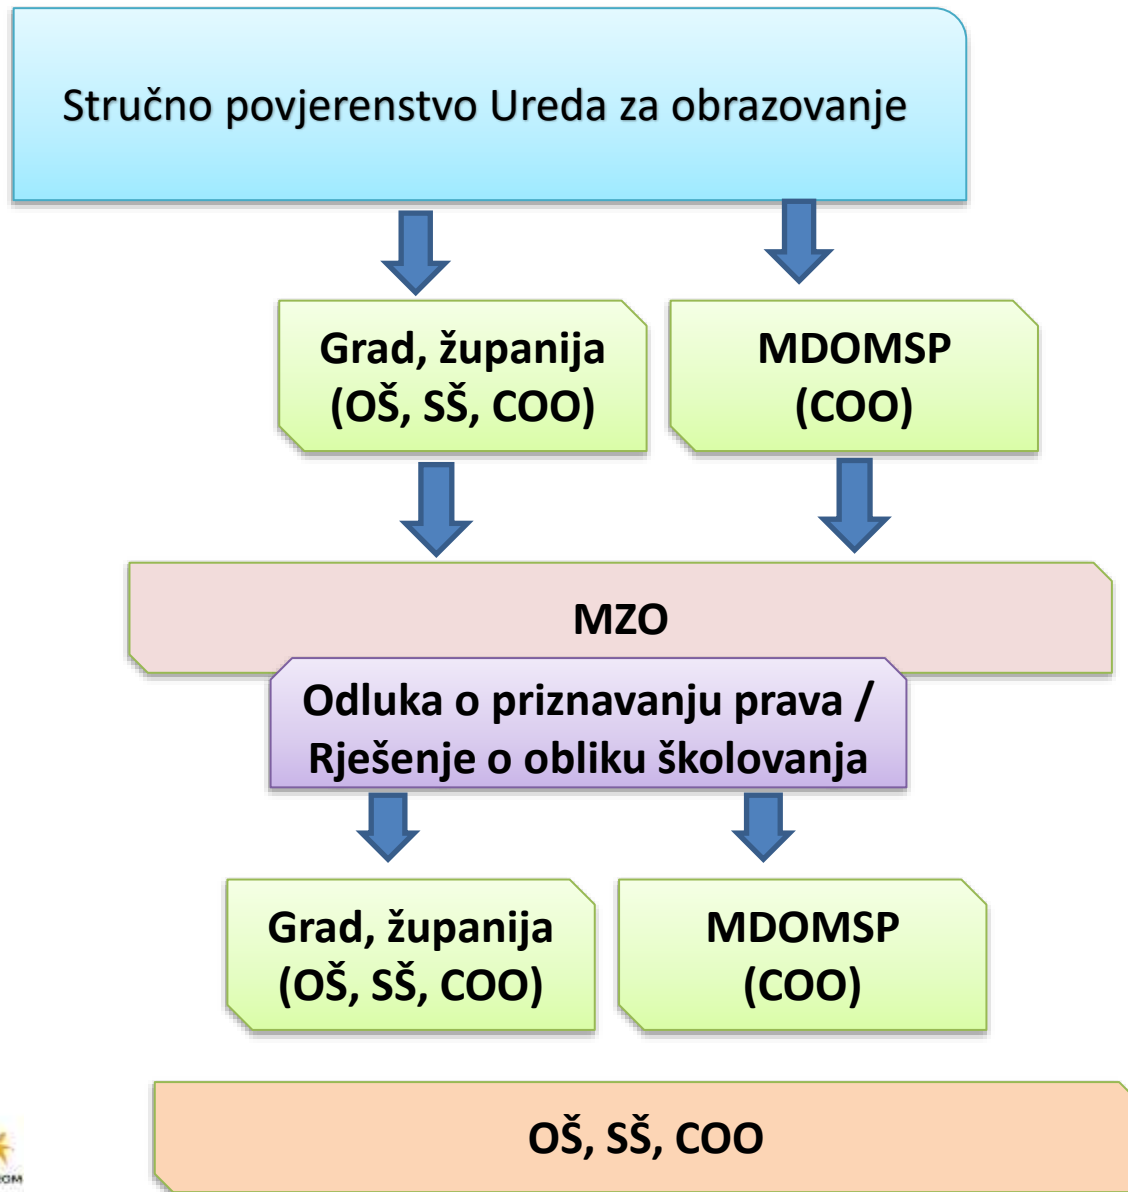 Stručno povjerenstvo Ureda za obrazovanje
Grad, županija
(OŠ, SŠ, COO)
MDOMSP
(COO)
MZO
Odluka o priznavanju prava /
Rješenje o obliku školovanja
Grad, županija
(OŠ, SŠ, COO)
MDOMSP
(COO)
OŠ, SŠ, COO